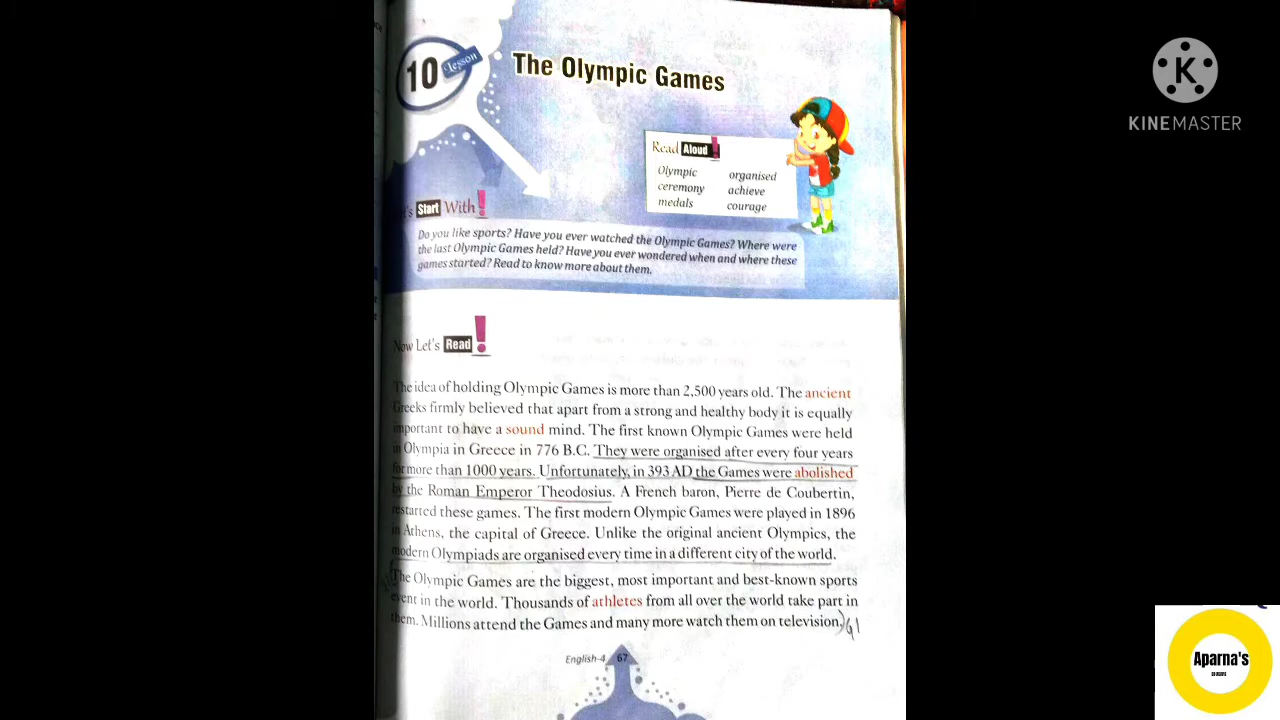 10 Lesson
The Olympic Games
KINEMASTER
Read Aloud!
Olympic organised
ceremony achieve
medals courage
Start With!
Do you like sports? Have you ever watched the Olympic Games? Where were
the last Olympic Games held? Have you ever wondered when and where these
games started? Read to know more about them.
Now Let's Read!
The idea of holding Olympic Games is more than 2,500 years old. The ancient
Greeks firmly believed that apart from a strong and healthy body it is equally
important to have a sound mind. The first known Olympic Games were held
in Olympia in Greece in 776 B.C. They were organised after every four years
for more than 1000 years. Unfortunately, in 393 AD the Games were abolished
by the Roman Emperor Theodosius. A French baron, Pierre de Coubertin,
restarted these games. The first modern Olympic Games were played in 1896
in Athens, the capital of Greece. Unlike the original ancient Olympics, the
modern Olympiads are organised every time in a different city of the world.
The Olympic Games are the biggest, most important and best-known sports
event in the world. Thousands of athletes from all over the world take part in
them. Millions attend the Games and many more watch them on television.
English-4 67
Aparna's